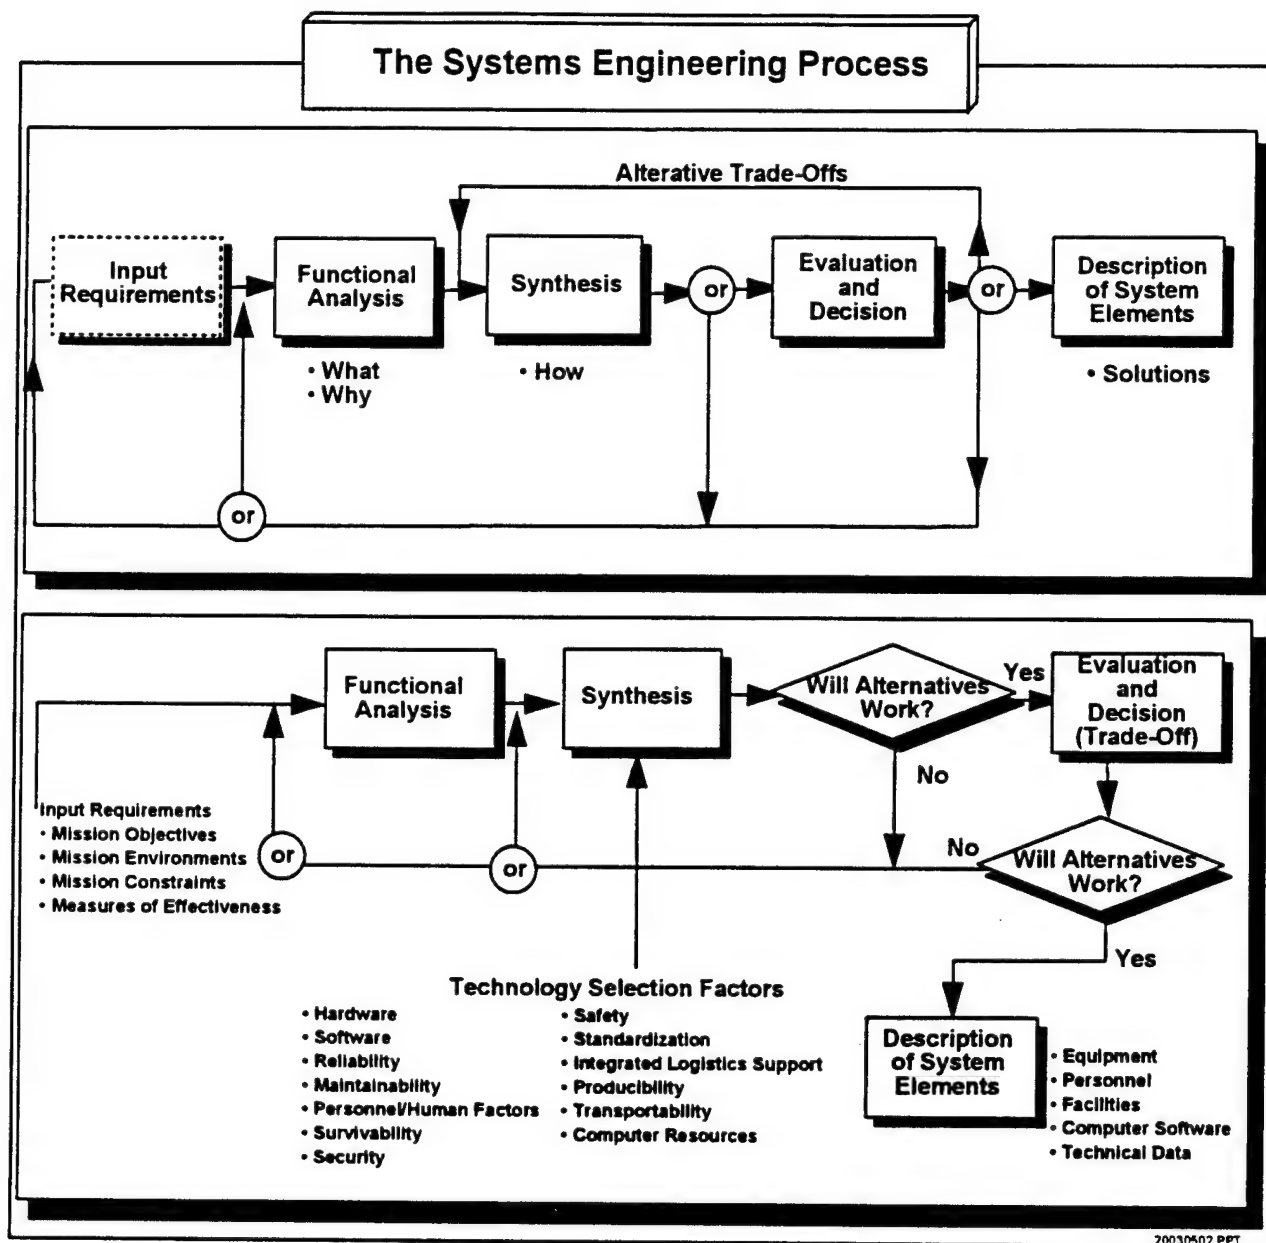 The Systems Engineering Process
Alterative Trade-Offs
Input
Requirements
Functional
Analysis
Synthesis
or
Evaluation
and
Decision
or
Description
of System
Elements
• What
• Why
• How
• Solutions
or
Functional
Analysis
Synthesis
Will Alternatives
Work?
Yes
Evaluation
and
Decision
(Trade-Off)
No
Input Requirements
• Mission Objectives
• Mission Environments
• Mission Constraints
• Measures of Effectiveness
or
or
No
Will Alternatives
Work?
Yes
Technology Selection Factors
• Hardware
• Software
• Reliability
• Maintainability
• Personnel/Human Factors
• Survivability
• Security
• Safety
• Standardization
• Integrated Logistics Support
• Producibility
• Transportability
• Computer Resources
Description
of System
Elements
• Equipment
• Personnel
• Facilities
• Computer Software
• Technical Data
20030502.PPT